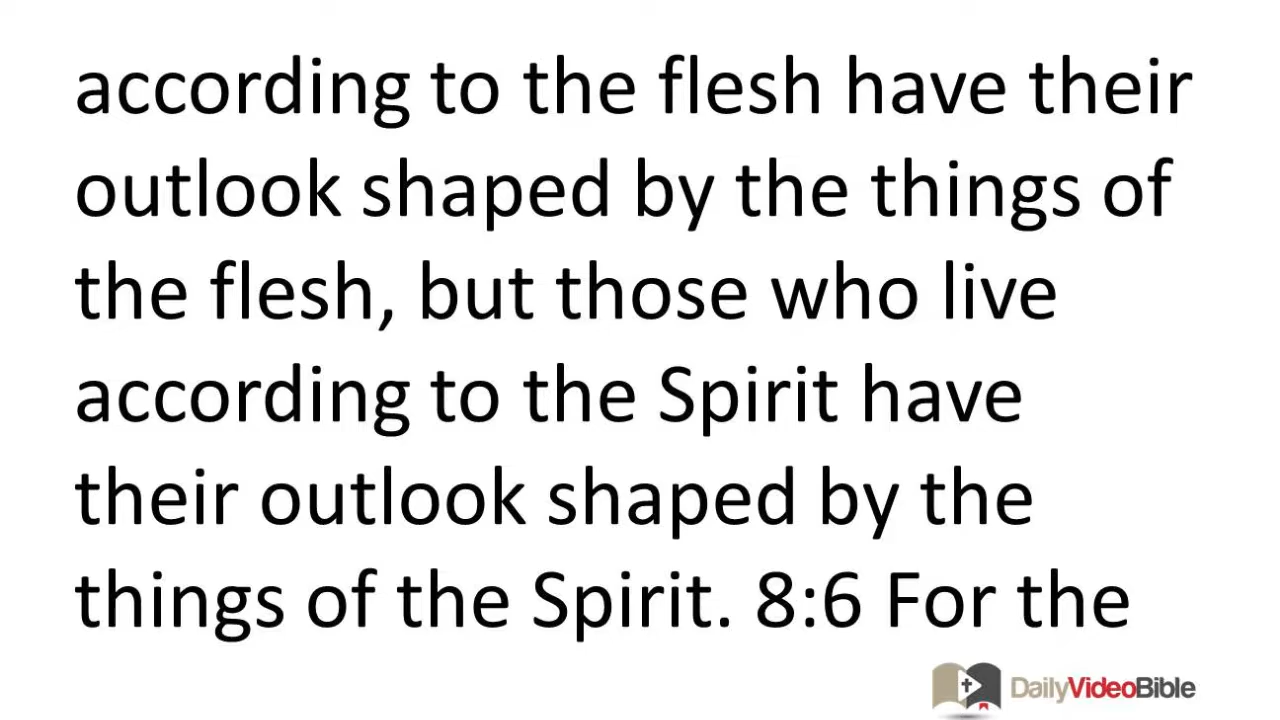 according to the flesh have their
outlook shaped by the things of
the flesh, but those who live
according to the Spirit have
their outlook shaped by the
things of the Spirit. 8:6 For the
DailyVideoBible